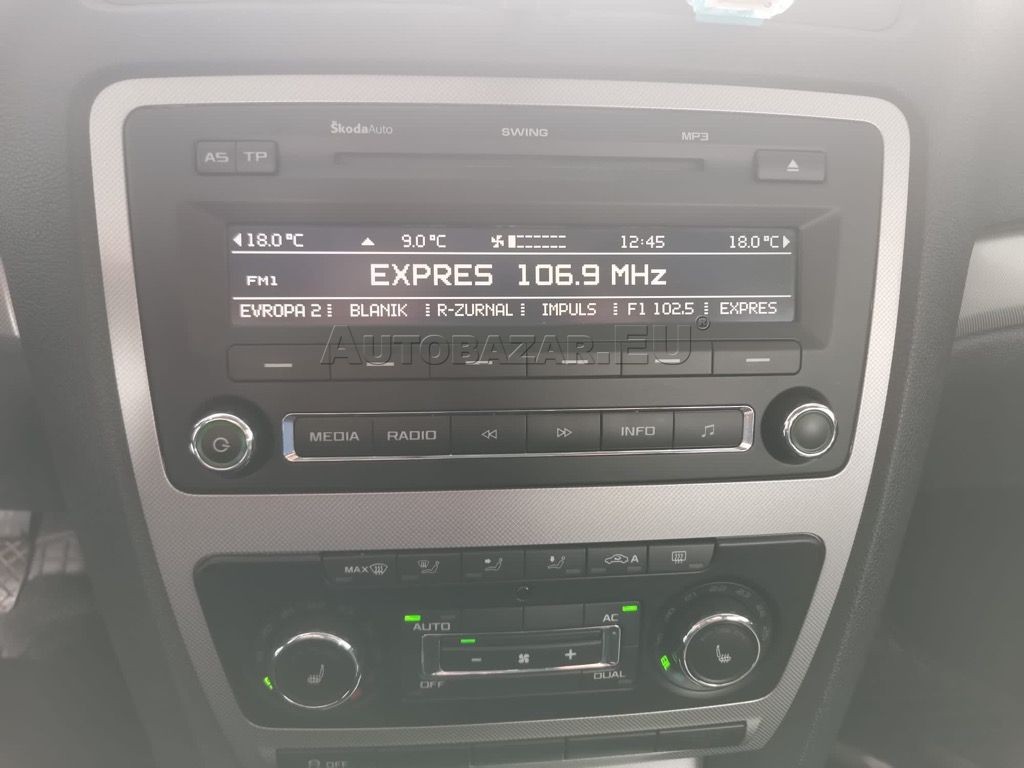 ŠkodaAuto SWING MP3
AS TP
18.0 °C 9.0 °C 12:45 18.0 °C
FM1 EXPRES 106.9 MHz
EVROPA 2 BLANIK R-ZURNAL IMPULS F1 102.5 EXPRES
AUTOBAZAR.EU®
MEDIA RADIO INFO
MAX A
AUTO AC
- +
OFF DUAL
OFF